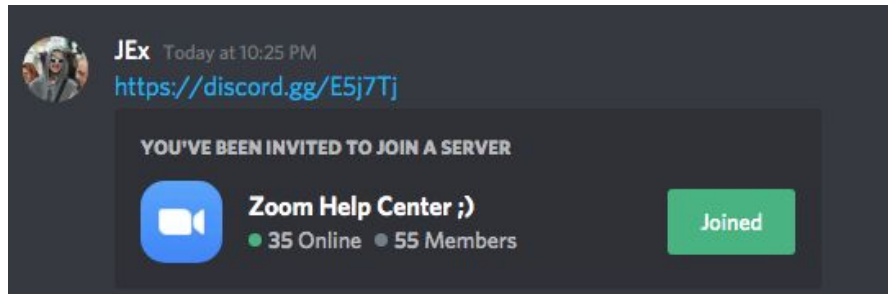 JEx Today at 10:25 PM
https://discord.gg/E5j7Tj
YOU'VE BEEN INVITED TO JOIN A SERVER
Zoom Help Center ;)
35 Online 55 Members
Joined